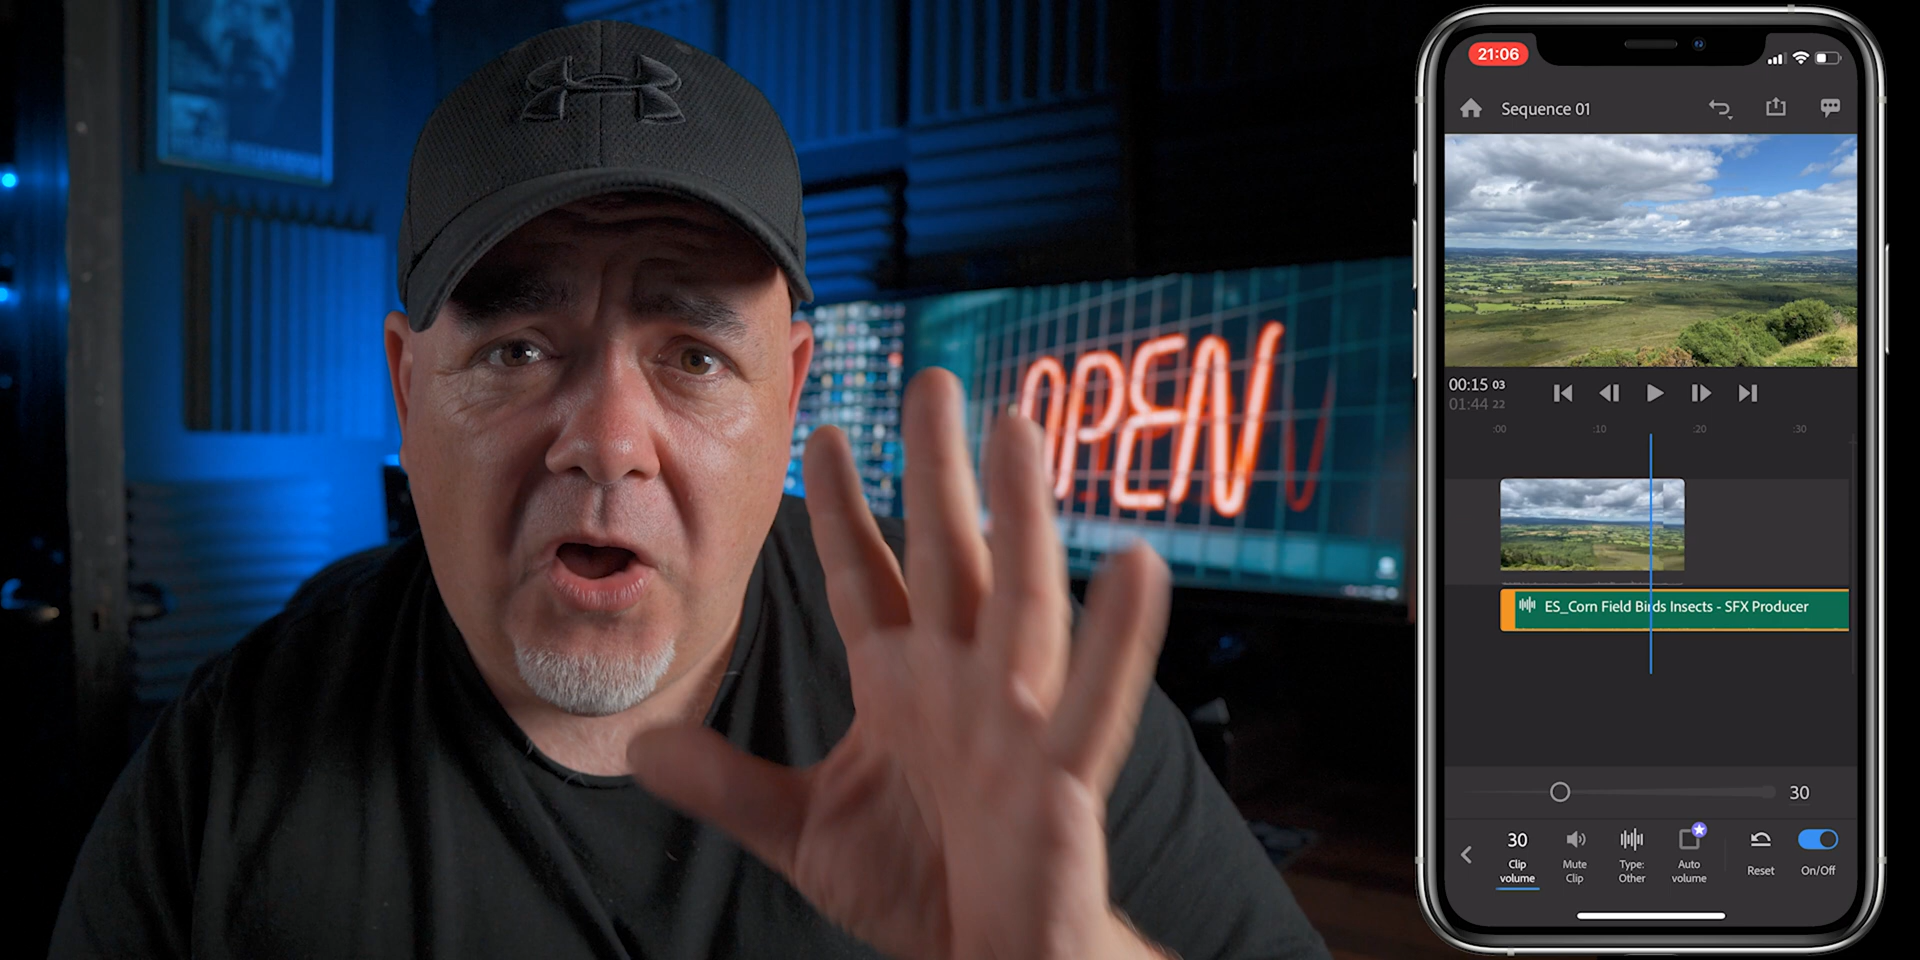 OPEN
21:06
Sequence 01
00:15 03
01:44 22
:00 :10 :20 :30
ES_Corn Field Birds Insects - SFX Producer
30
30
Clip volume
Mute Clip
Type: Other
Auto volume
Reset
On/Off